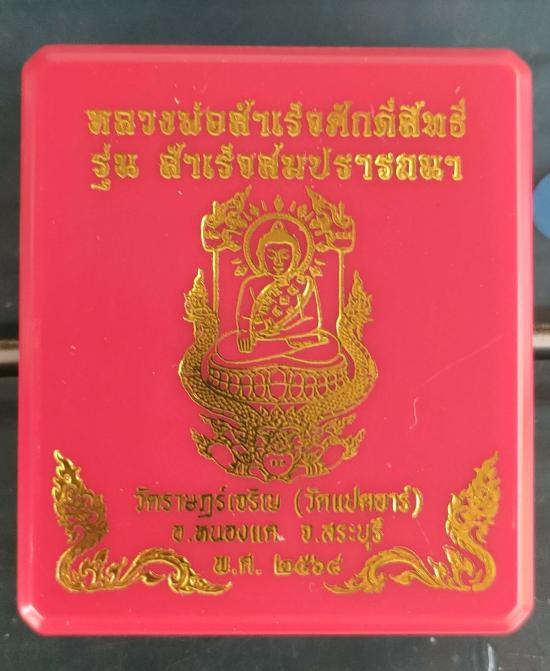 หลวงพ่อสำเร็จศักดิ์สิทธิ์
รุ่น สำเร็จสมปรารถนา
วัดราษฎร์เจริญ (วัดแปดอาร์)
อ.หนองแค จ.สระบุรี
พ.ศ. ๒๕๖๘